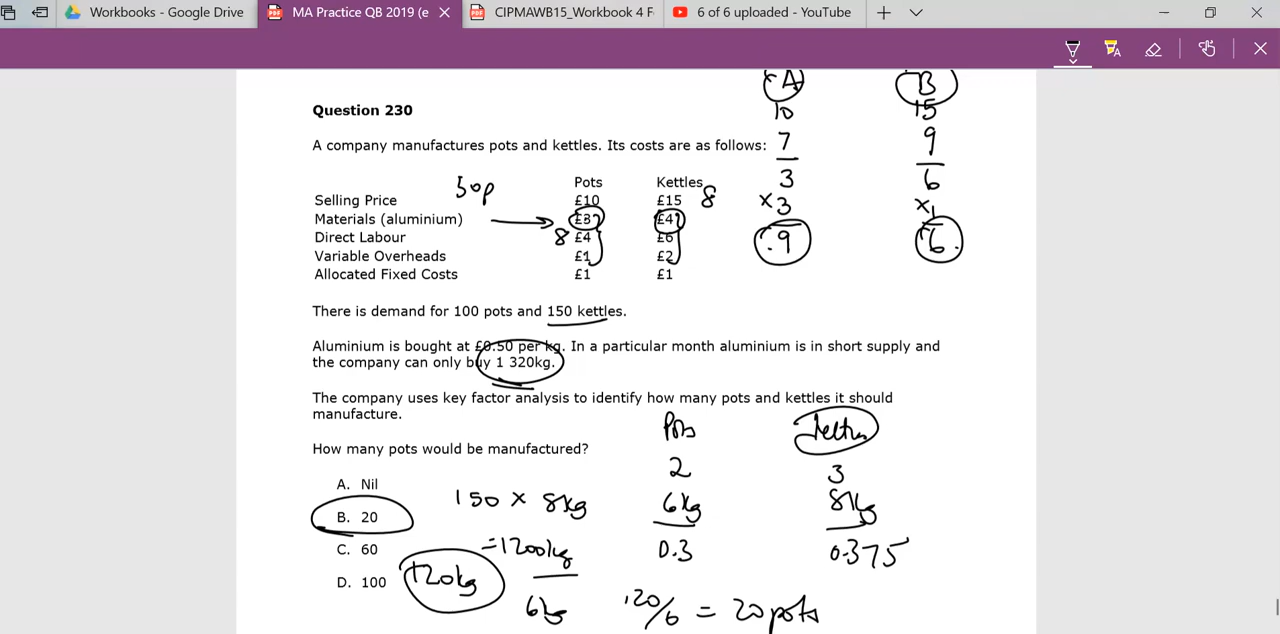 Workbooks - Google Drive
MA Practice QB 2019 (e
CIPMAWB15_Workbook 4 F
6 of 6 uploaded - YouTube
A
B
Question 230
10
15
A company manufactures pots and kettles. Its costs are as follows:
7
9
3
6
50p
Pots
Kettles
8
Selling Price £10 £15
x 3
x 1
Materials (aluminium) £3 £4
8
Direct Labour £4 £6
9
6
Variable Overheads £1 £2
Allocated Fixed Costs £1 £1
There is demand for 100 pots and 150 kettles.
Aluminium is bought at £0.50 per kg. In a particular month aluminium is in short supply and
the company can only buy 1 320kg.
The company uses key factor analysis to identify how many pots and kettles it should
manufacture.
Pots
How many pots would be manufactured?
2
3
A. Nil
150 x 8kg
6kg
8kg
B. 20
C. 60
=1200kg
0.3
0.375
D. 100
120kg
6kg
120/6 = 20 pots